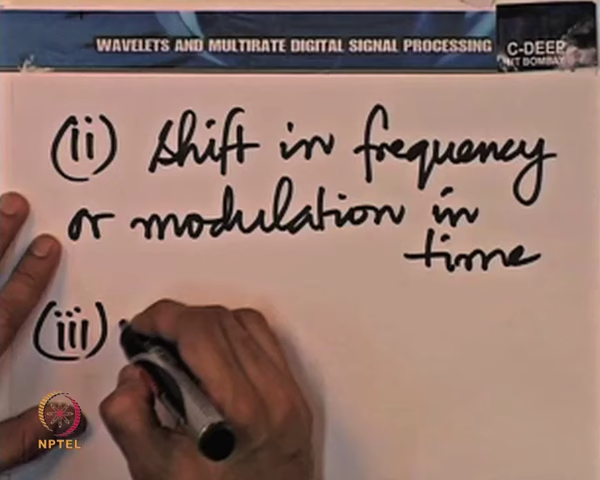 WAVELETS AND MULTIRATE DIGITAL SIGNAL PROCESSING
C-DEEP
IIT BOMBAY
(ii) shift in frequency
or modulation in
time
(iii)
NPTEL